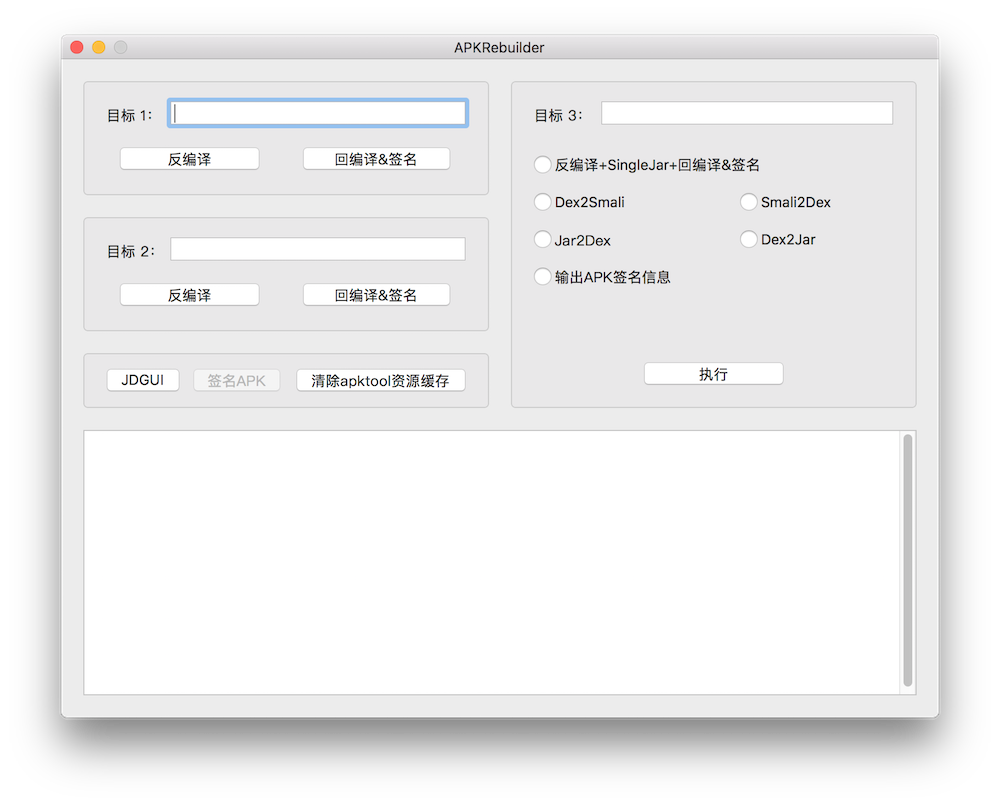 APKRebuilder
目标 1：
反编译
回编译&签名
目标 2：
反编译
回编译&签名
JDGUI
签名APK
清除apktool资源缓存
目标 3：
反编译+SingleJar+回编译&签名
Dex2Smali
Smali2Dex
Jar2Dex
Dex2Jar
输出APK签名信息
执行